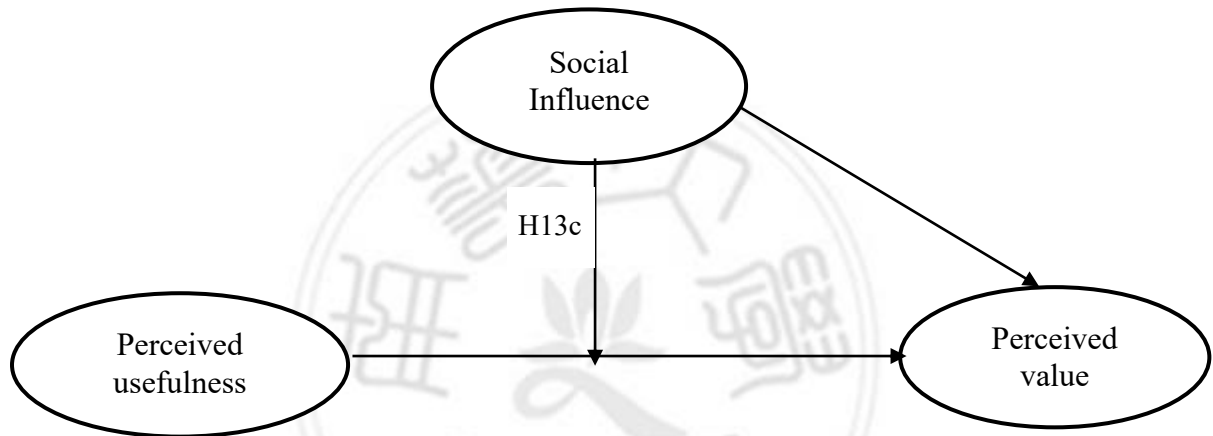 Social
Influence
H13c
Perceived
usefulness
Perceived
value